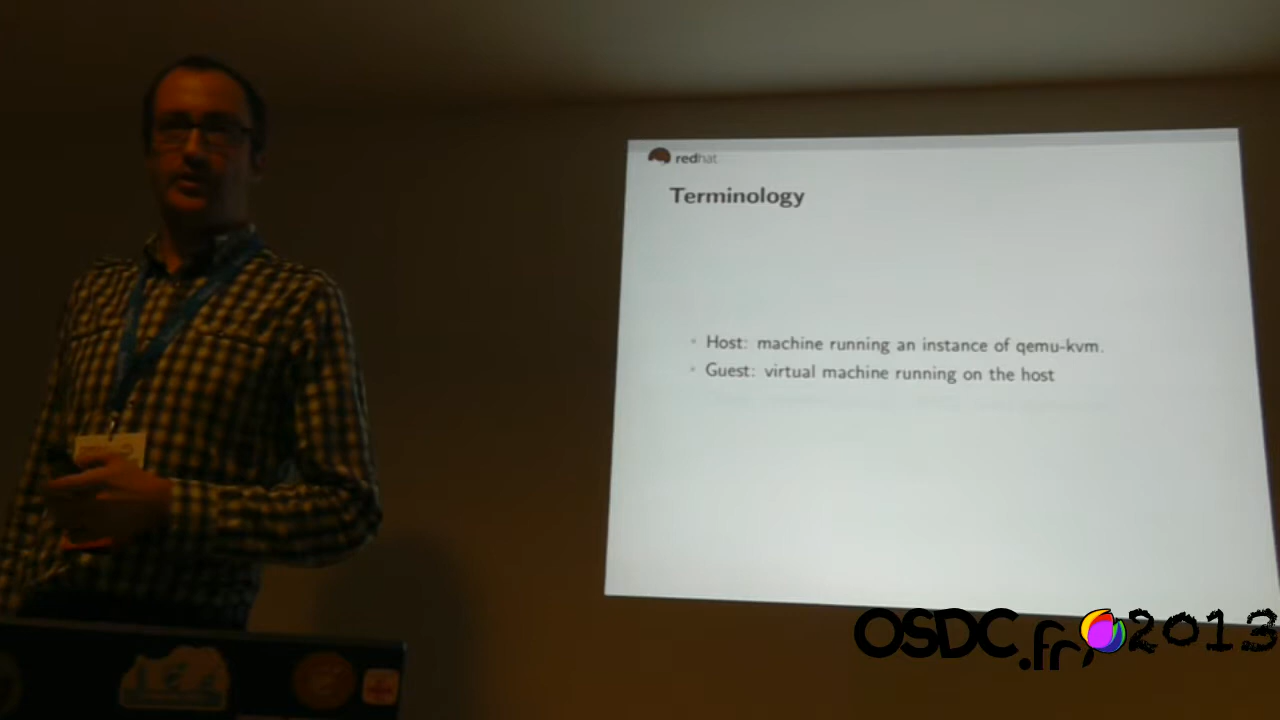 redhat
Terminology
Host: machine running an instance of qemu-kvm.
Guest: virtual machine running on the host
OSDC.fr 2013